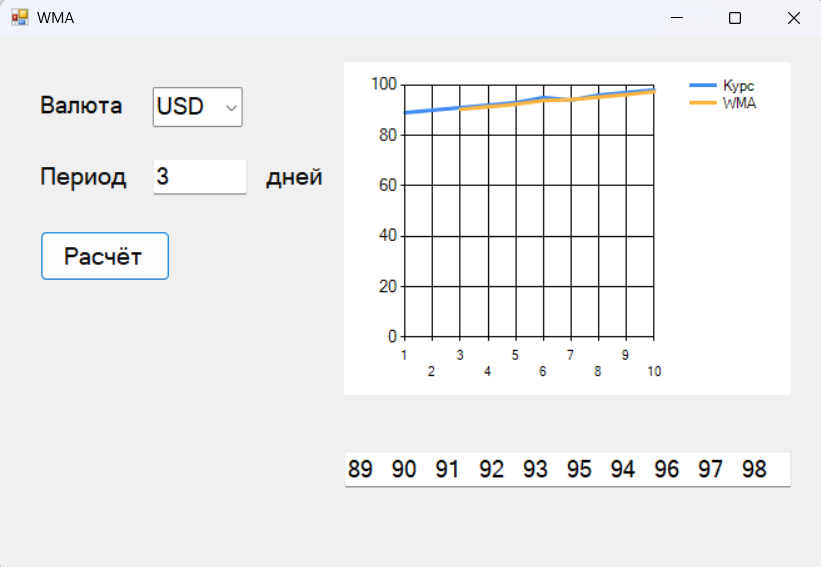 WMA
Валюта USD
Период 3 дней
Расчёт
100
80
60
40
20
0
1 2 3 4 5 6 7 8 9 10
Курс
WMA
89 90 91 92 93 95 94 96 97 98